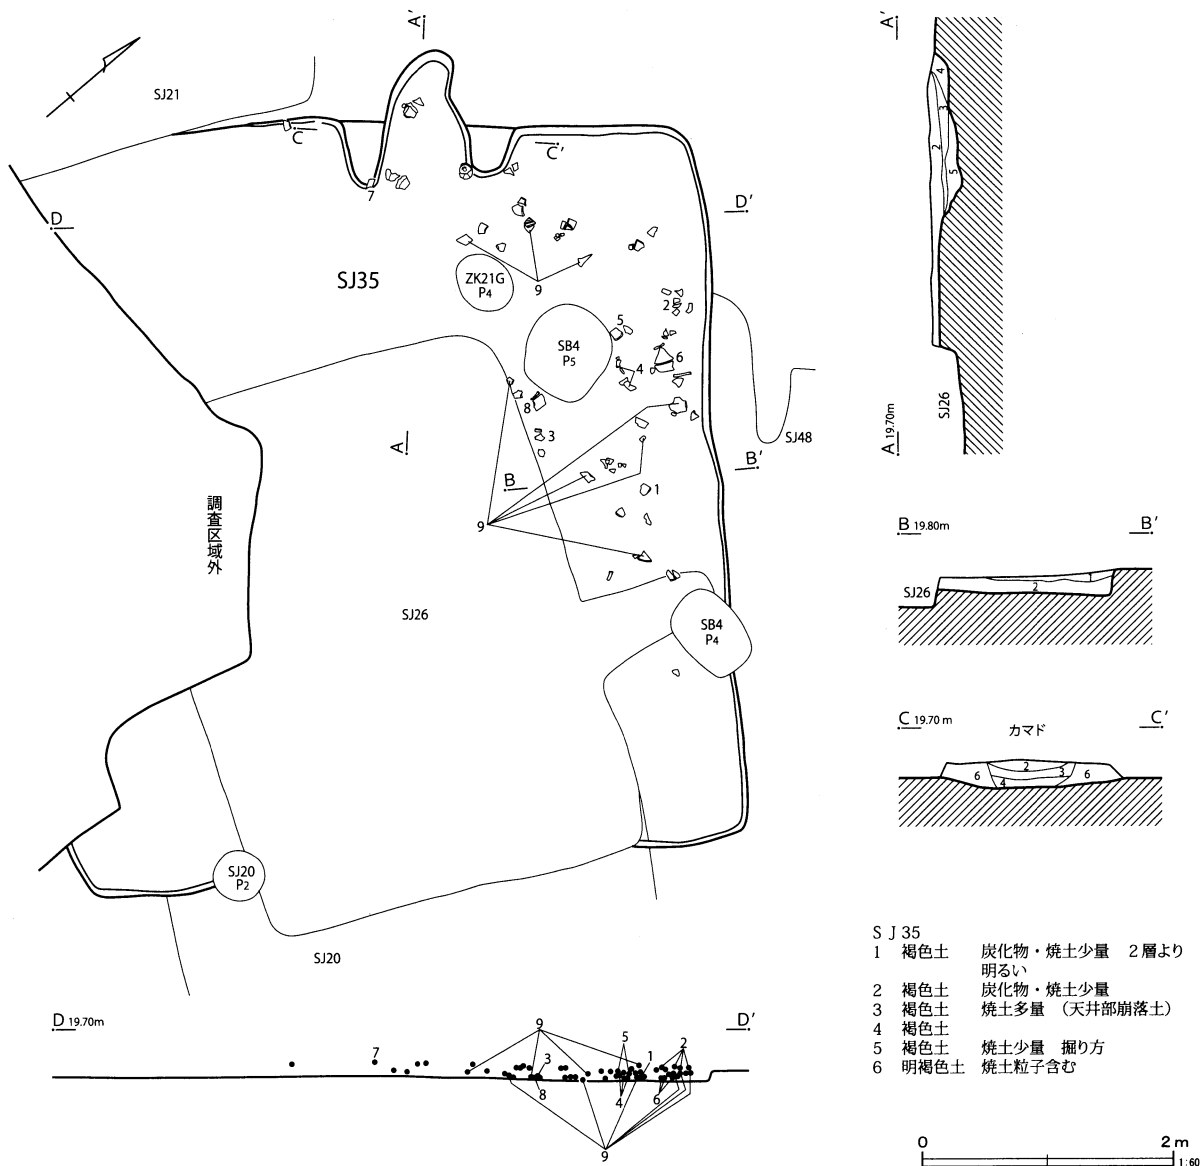 A'
SJ21
C
C'
7
D
D'
SJ35
ZK21G
P4
9
2
5
SB4
P5
6
4
8
3
A
SJ48
B
B'
1
9
調査区域外
SJ26
SB4
P4
SJ20
P2
SJ20
D 19.70m
D'
9
5
2
7
3
1
8
4
6
9
A'
4
3
2
5
SJ26
A 19.70m
B 19.80m
B'
1
SJ26
2
C 19.70 m
C'
カマド
2
6
3
6
4
S J 35
1 褐色土 炭化物・焼土少量 2層より
明るい
2 褐色土 炭化物・焼土少量
3 褐色土 焼土多量 (天井部崩落土)
4 褐色土
5 褐色土 焼土少量 掘り方
6 明褐色土 焼土粒子含む
0 2 m
1:60